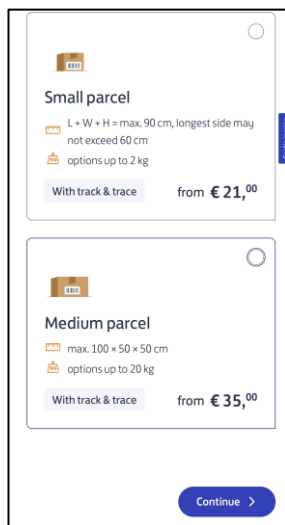 Small parcel
L + W + H = max. 90 cm, longest side may
not exceed 60 cm
options up to 2 kg
With track & trace from € 21,00
Medium parcel
max. 100 × 50 × 50 cm
options up to 20 kg
With track & trace from € 35,00
Continue